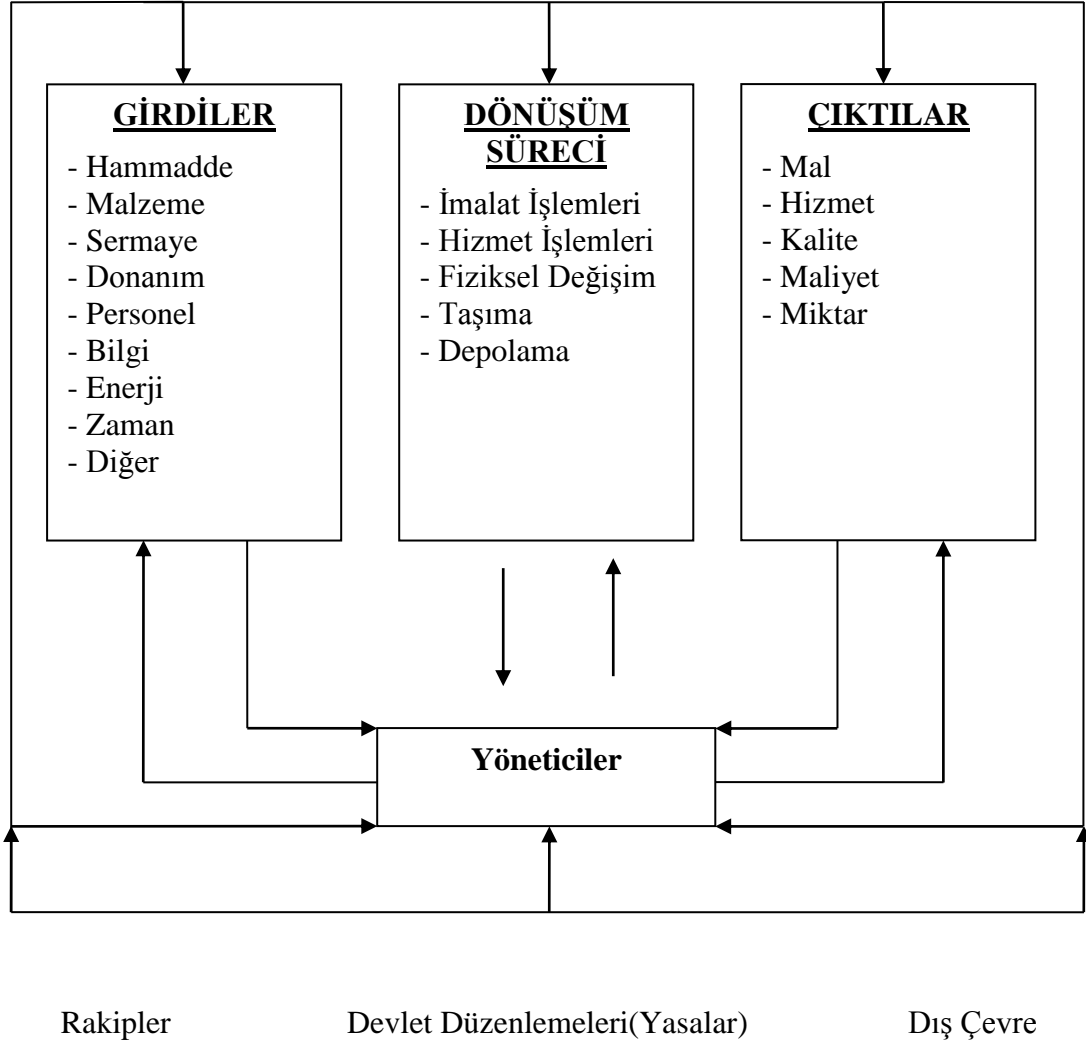 GİRDİLER
- Hammadde
- Malzeme
- Sermaye
- Donanım
- Personel
- Bilgi
- Enerji
- Zaman
- Diğer
DÖNÜŞÜM
SÜRECİ
- İmalat İşlemleri
- Hizmet İşlemleri
- Fiziksel Değişim
- Taşıma
- Depolama
ÇIKTILAR
- Mal
- Hizmet
- Kalite
- Maliyet
- Miktar
Yöneticiler
Rakipler
Devlet Düzenlemeleri(Yasalar)
Dış Çevre